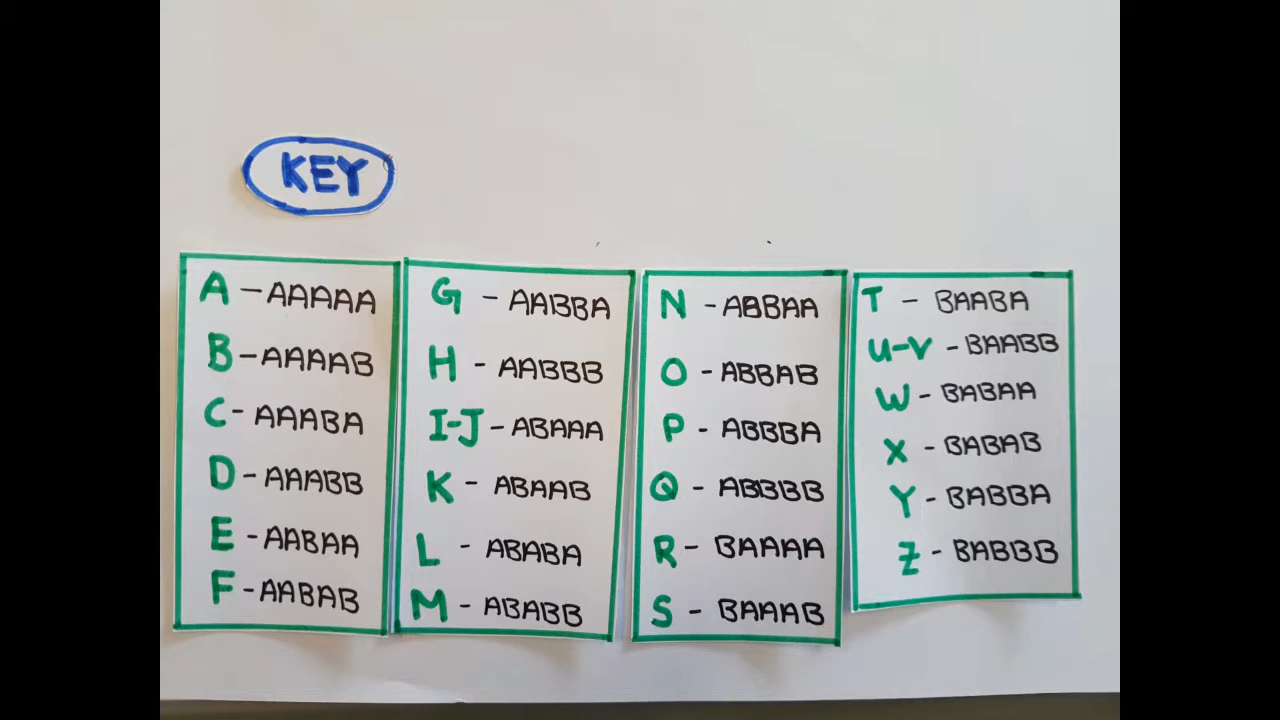 KEY
A - AAAAA
B - AAAAB
C - AAABA
D - AAABB
E - AABAA
F - AABAB
G - AABBA
H - AABBB
I-J - ABAAA
K - ABAAB
L - ABABA
M - ABABB
N - ABBAA
O - ABBAB
P - ABBBA
Q - ABBBB
R - BAAAA
S - BAAAB
T - BAABA
U-V - BAABB
W - BABAA
X - BABAB
Y - BABBA
Z - BABBB